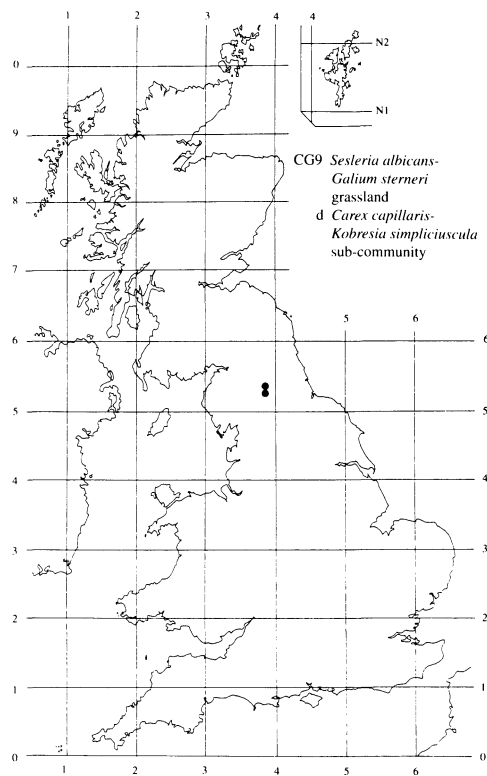 1 2 3 4
4
N2
N1
0
9
8
7
6
5
4
3
2
1
0
CG9 Sesleria albicans-
Galium sterneri
grassland
d Carex capillaris-
Kobresia simpliciuscula
sub-community
5 6
6
5
4
3
2
1
0
1 2 3 4 5 6